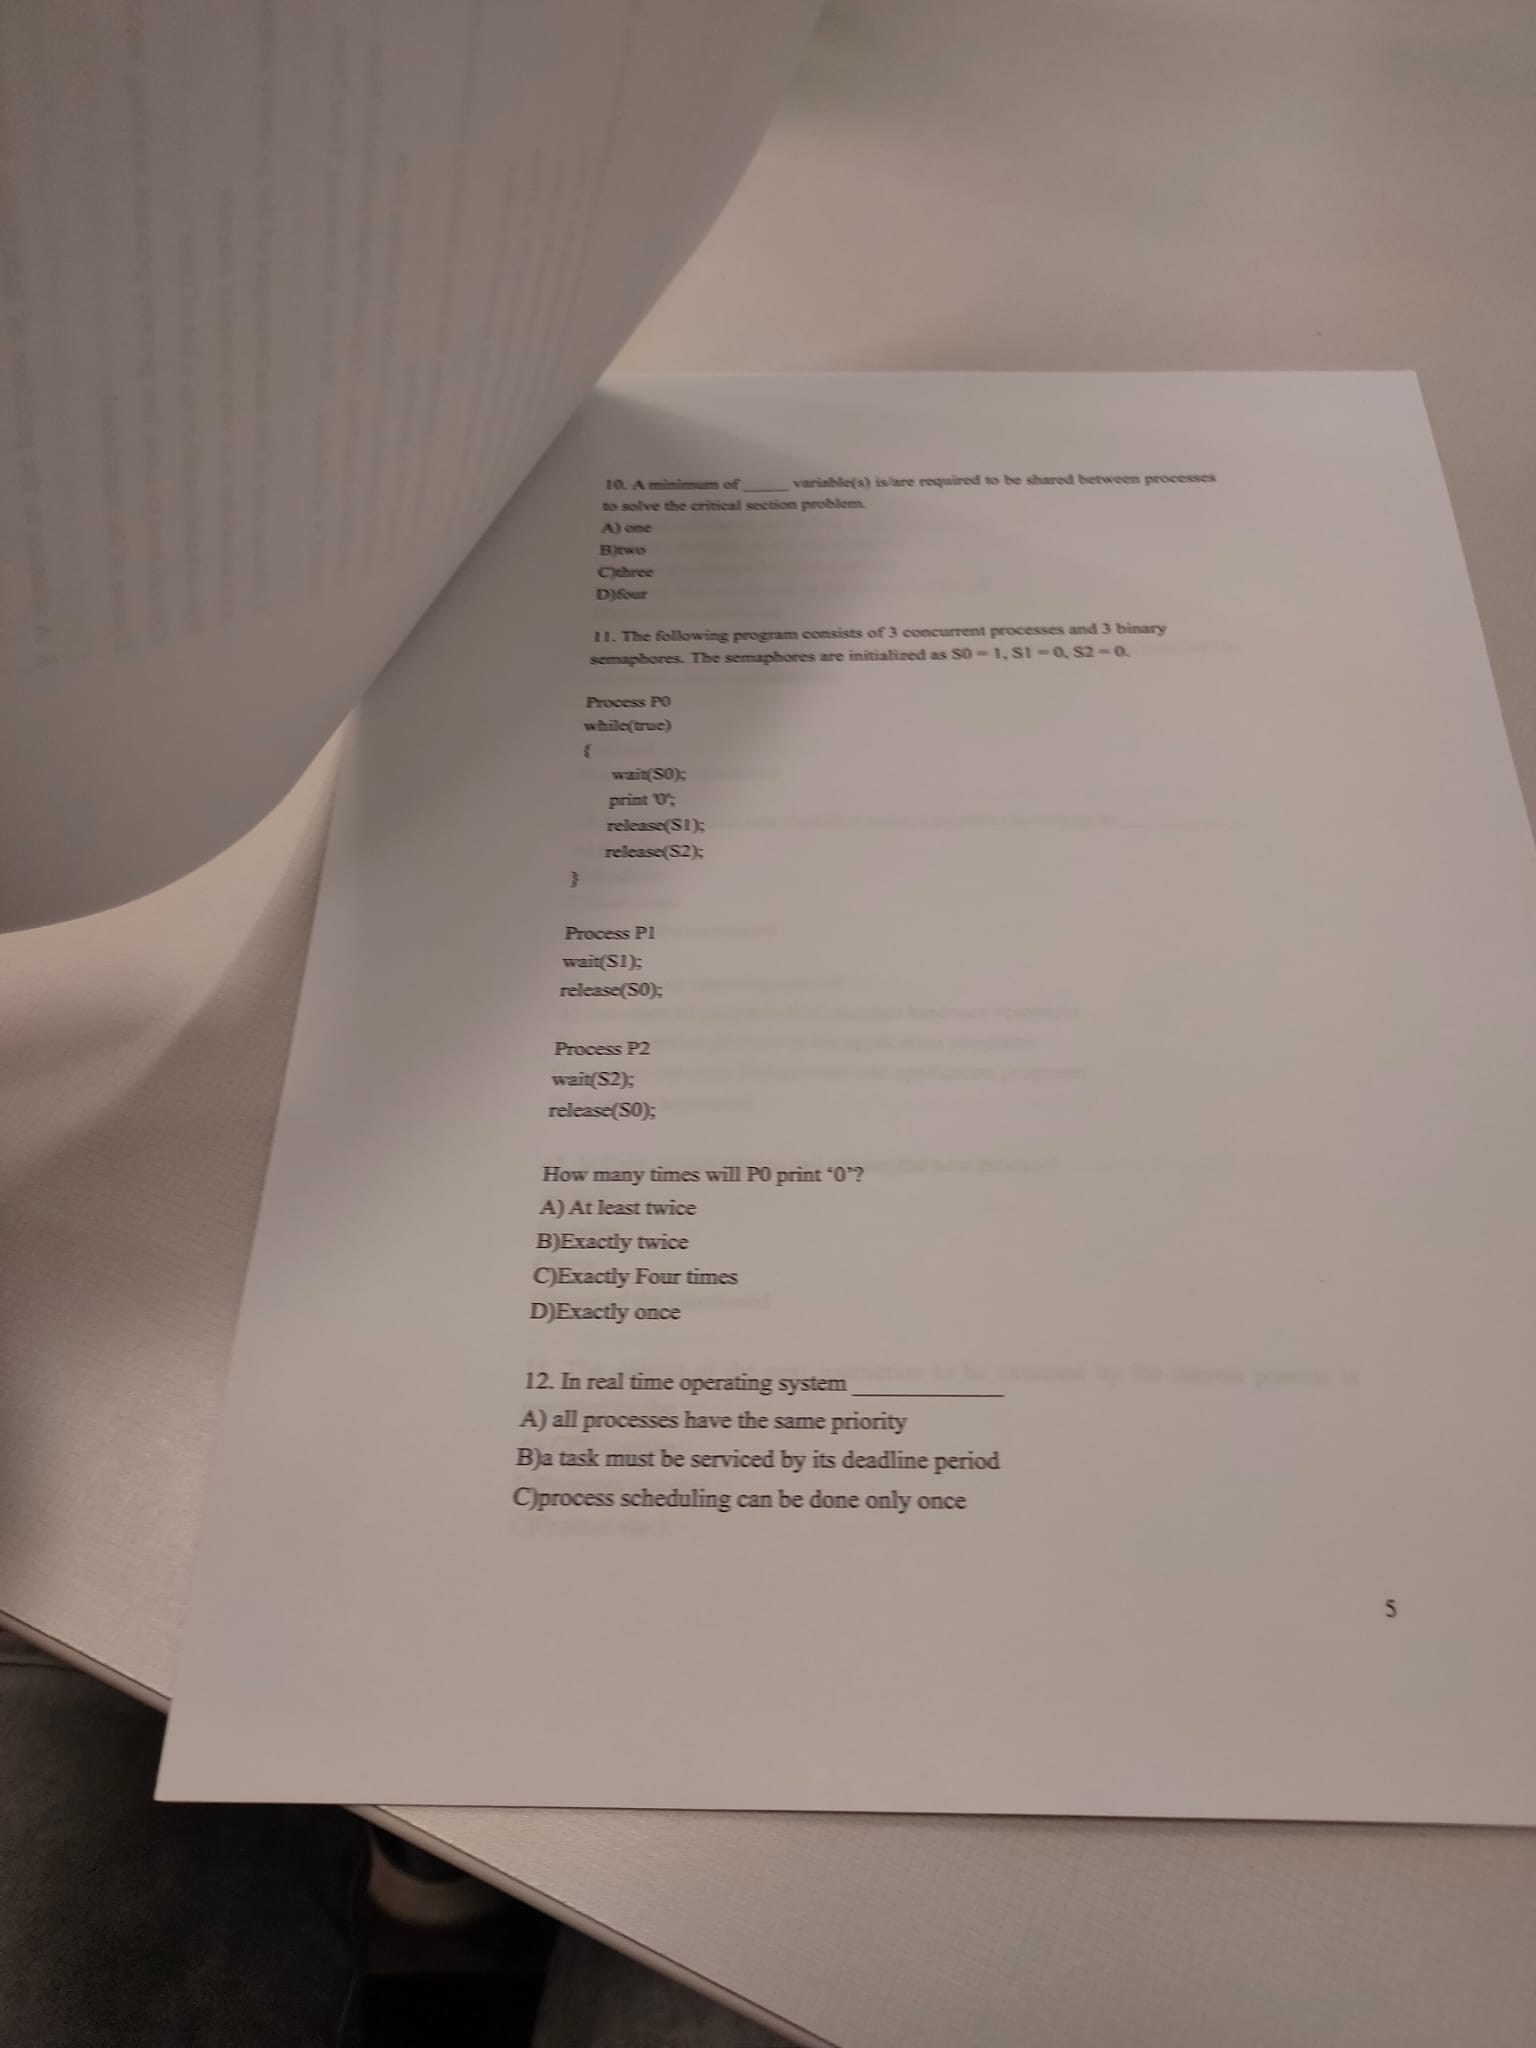 10. A minimum of _____ variable(s) is/are required to be shared between processes
to solve the critical section problem.
A) one
B)two
C)three
D)four
11. The following program consists of 3 concurrent processes and 3 binary
semaphores. The semaphores are initialized as S0 = 1, S1 = 0, S2 = 0.
Process P0
while(true)
{
wait(S0);
print '0';
release(S1);
release(S2);
}
Process P1
wait(S1);
release(S0);
Process P2
wait(S2);
release(S0);
How many times will P0 print ‘0’?
A) At least twice
B)Exactly twice
C)Exactly Four times
D)Exactly once
12. In real time operating system ____________
A) all processes have the same priority
B)a task must be serviced by its deadline period
C)process scheduling can be done only once
5